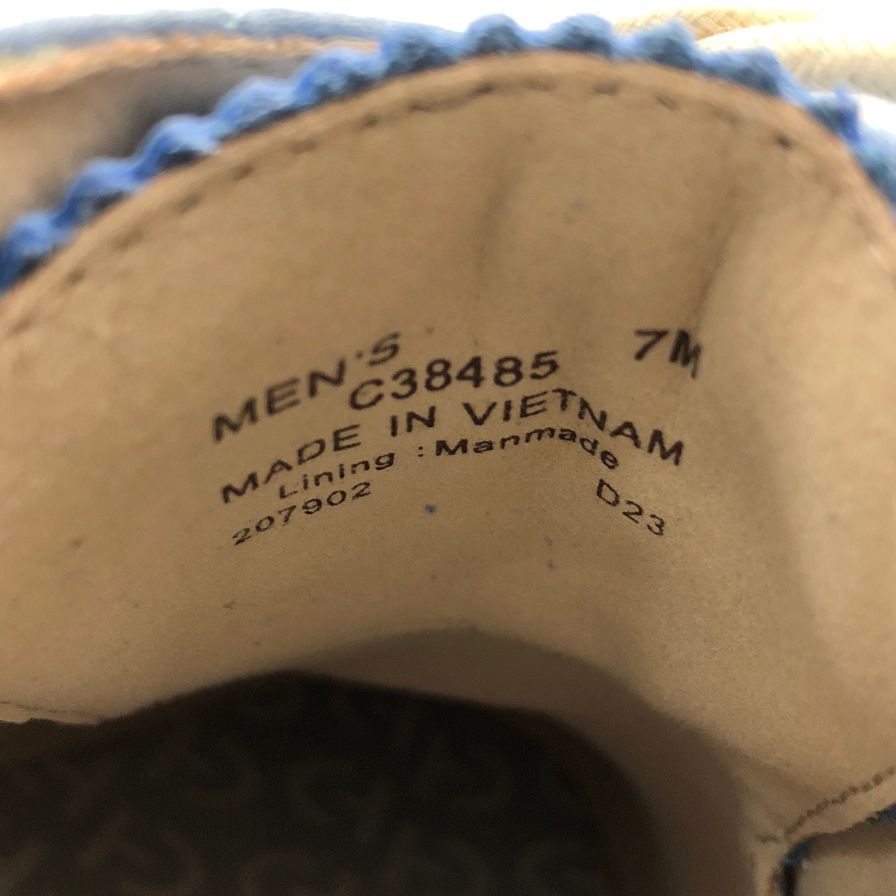 MEN'S 7M
C38485
MADE IN VIETNAM
Lining : Manmade
207902 D23